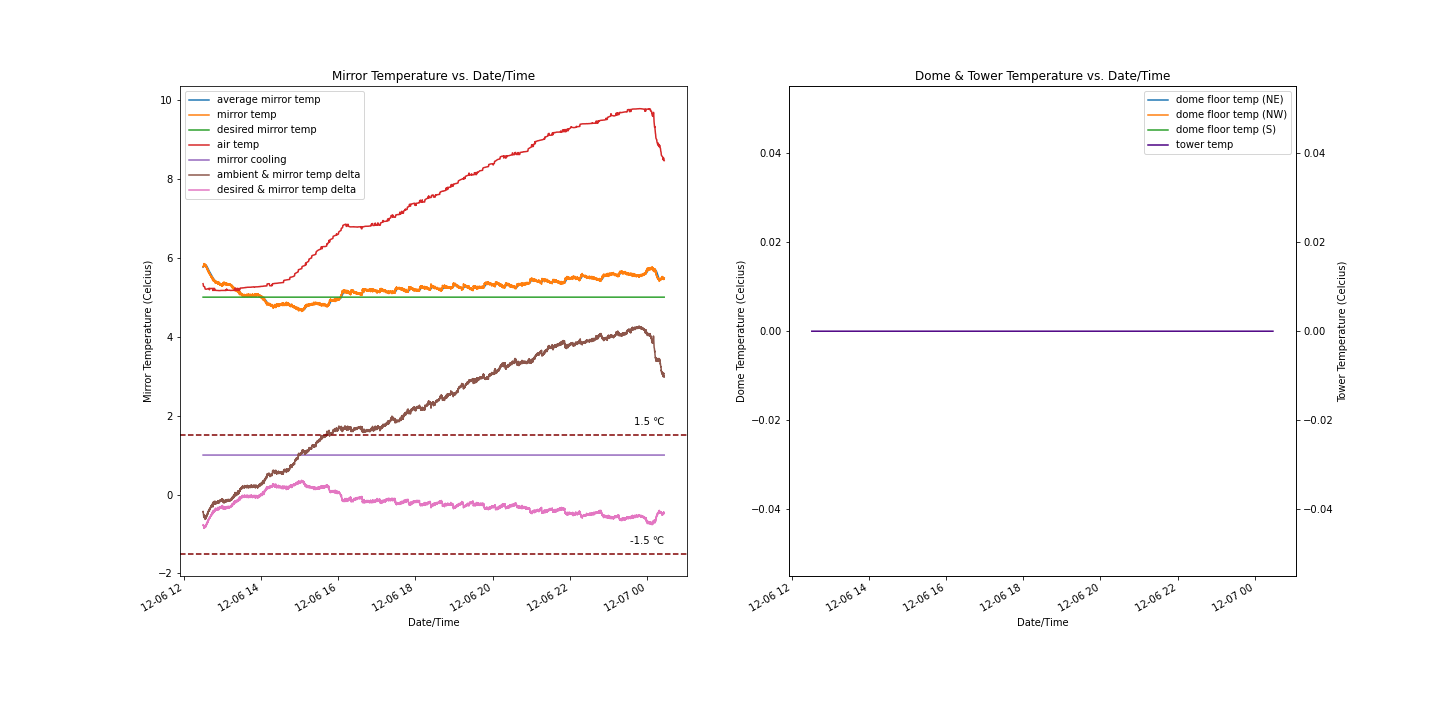 Mirror Temperature vs. Date/Time
average mirror temp
mirror temp
desired mirror temp
air temp
mirror cooling
ambient & mirror temp delta
desired & mirror temp delta
10
8
6
4
2
0
−2
Mirror Temperature (Celcius)
1.5 °C
-1.5 °C
12-06 12
12-06 14
12-06 16
12-06 18
12-06 20
12-06 22
12-07 00
Date/Time
Dome & Tower Temperature vs. Date/Time
dome floor temp (NE)
dome floor temp (NW)
dome floor temp (S)
tower temp
0.04
0.02
0.00
−0.02
−0.04
Dome Temperature (Celcius)
0.04
0.02
0.00
−0.02
−0.04
Tower Temperature (Celcius)
12-06 12
12-06 14
12-06 16
12-06 18
12-06 20
12-06 22
12-07 00
Date/Time